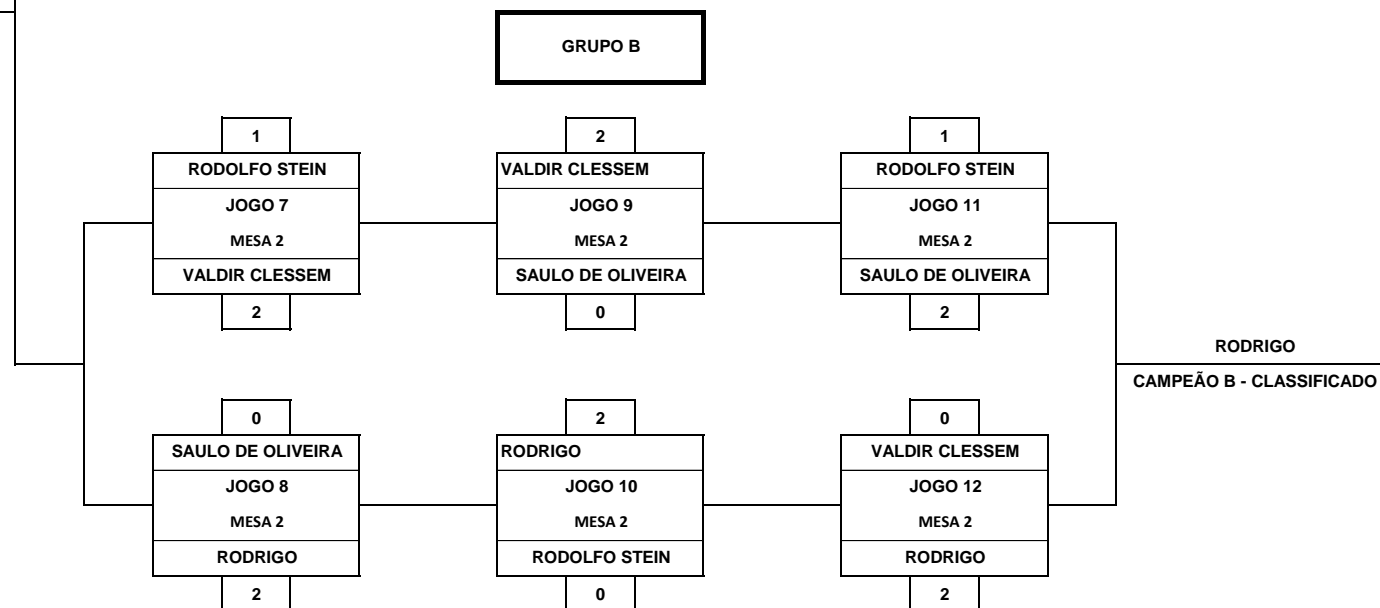 GRUPO B
1
RODOLFO STEIN
JOGO 7
MESA 2
VALDIR CLESSEM
2
2
VALDIR CLESSEM
JOGO 9
MESA 2
SAULO DE OLIVEIRA
0
1
RODOLFO STEIN
JOGO 11
MESA 2
SAULO DE OLIVEIRA
2
0
SAULO DE OLIVEIRA
JOGO 8
MESA 2
RODRIGO
2
2
RODRIGO
JOGO 10
MESA 2
RODOLFO STEIN
0
0
VALDIR CLESSEM
JOGO 12
MESA 2
RODRIGO
2
RODRIGO
CAMPEÃO B - CLASSIFICADO